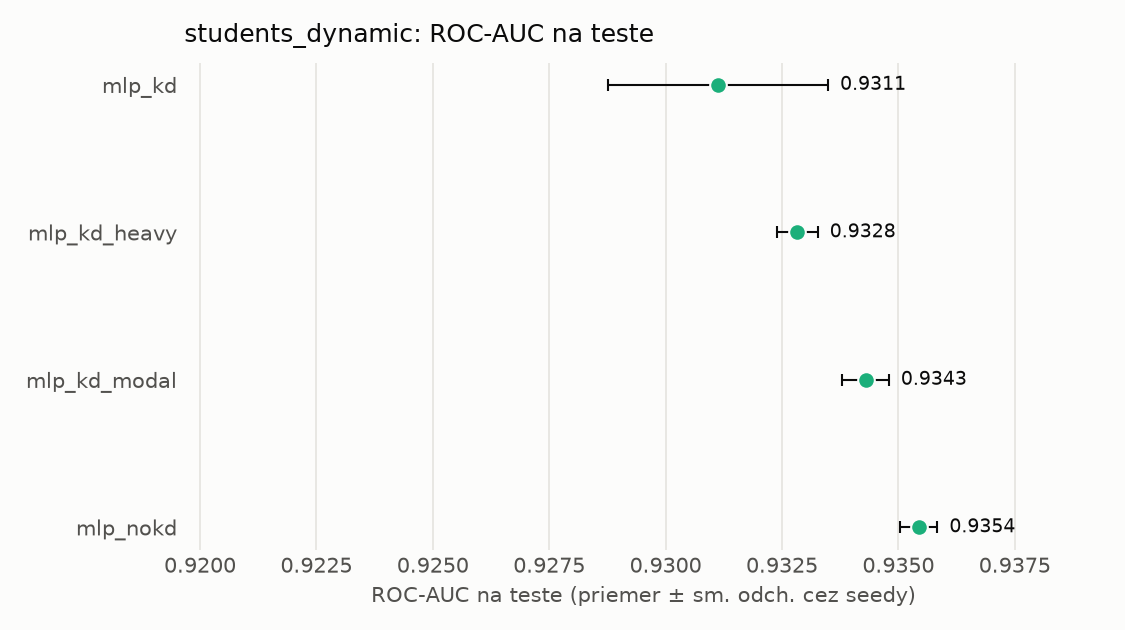 students_dynamic: ROC-AUC na teste
mlp_kd
0.9311
mlp_kd_heavy
0.9328
mlp_kd_modal
0.9343
mlp_nokd
0.9354
0.9200 0.9225 0.9250 0.9275 0.9300 0.9325 0.9350 0.9375
ROC-AUC na teste (priemer ± sm. odch. cez seedy)